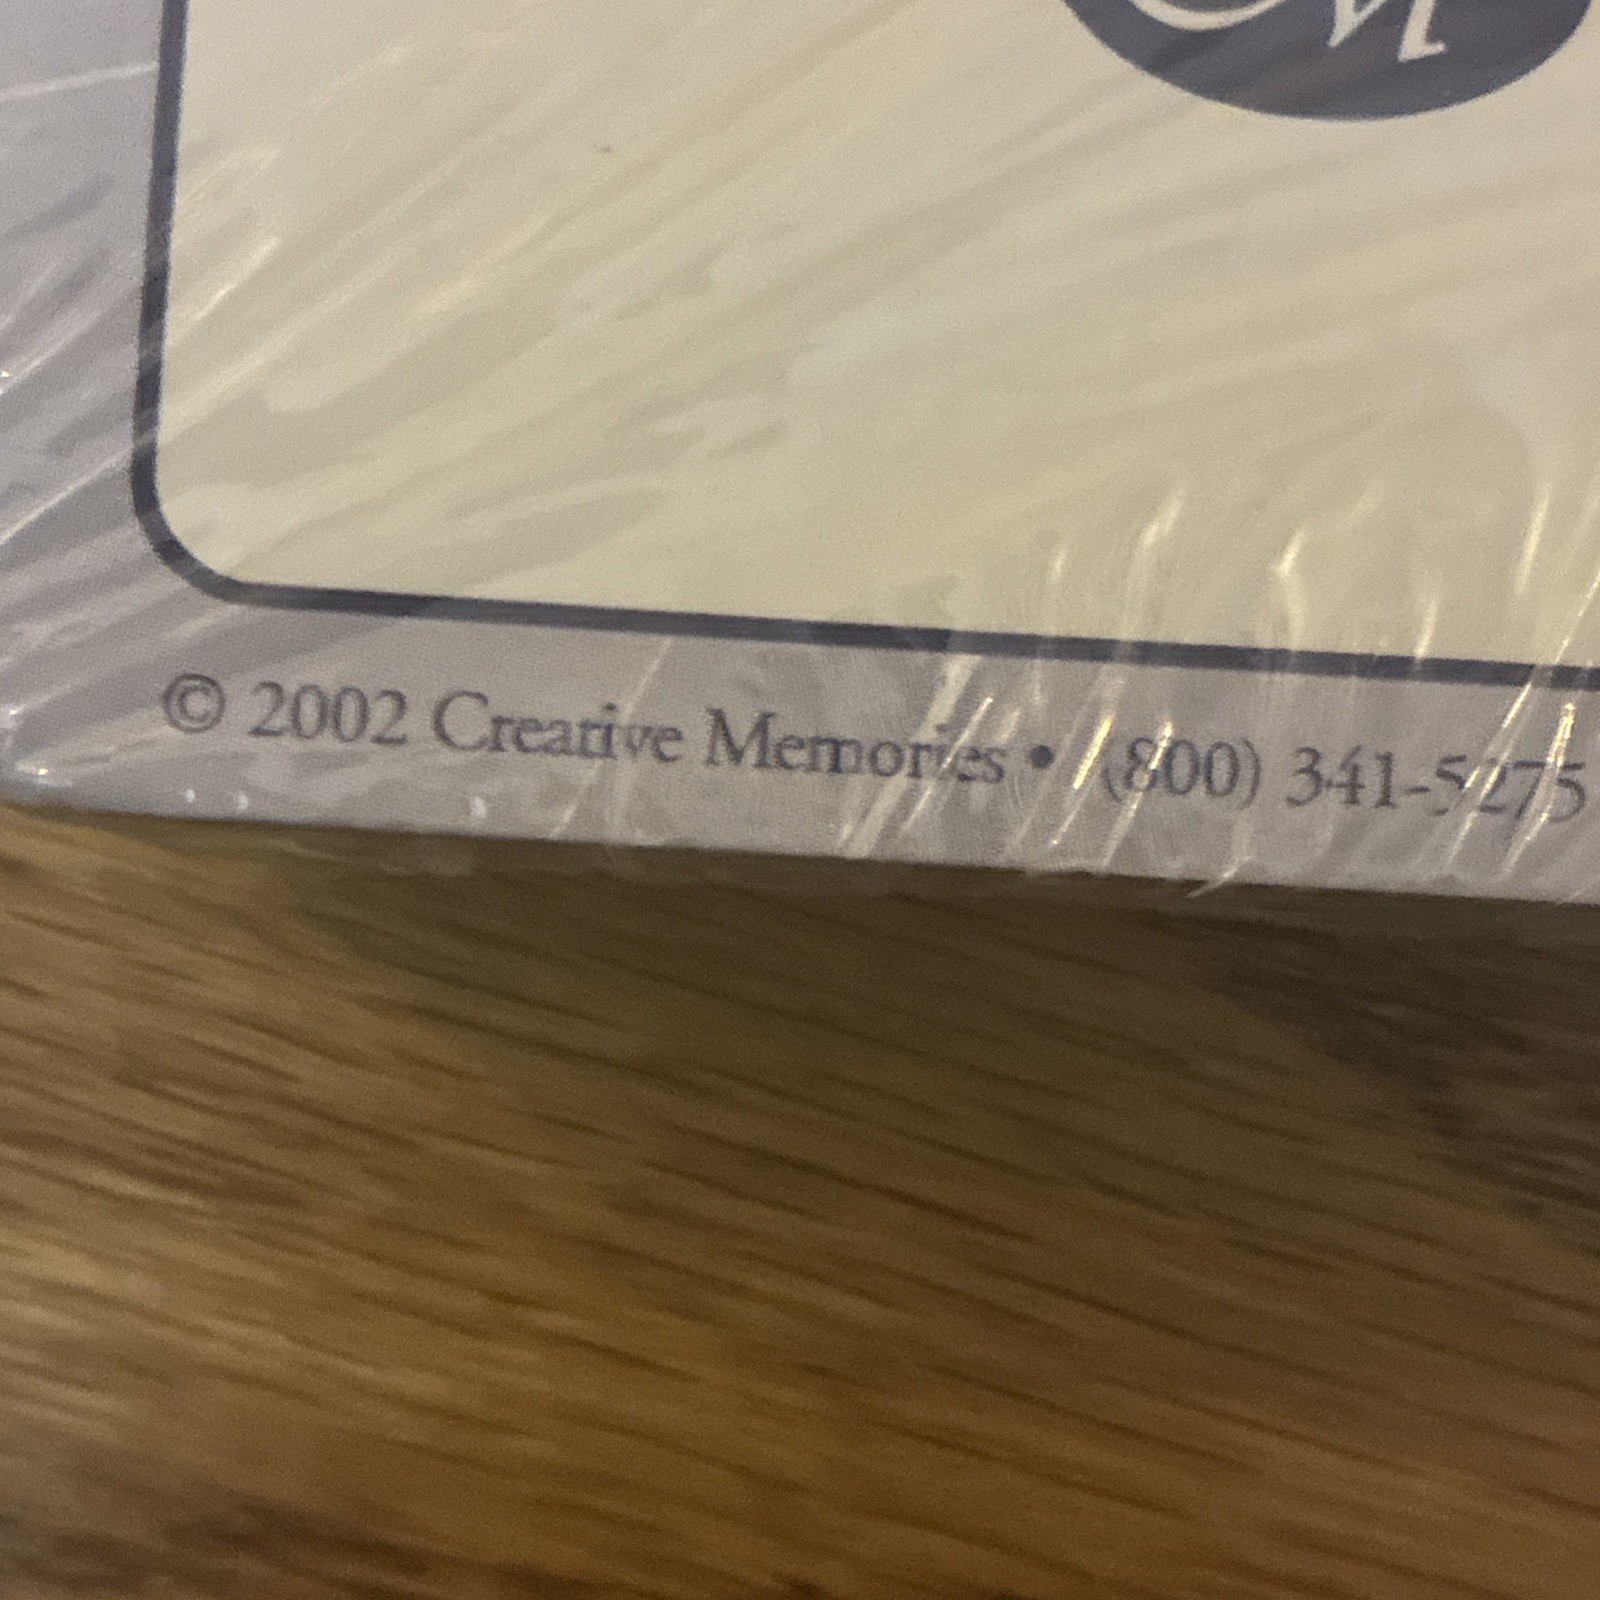 M
© 2002 Creative Memories • (800) 341-5275